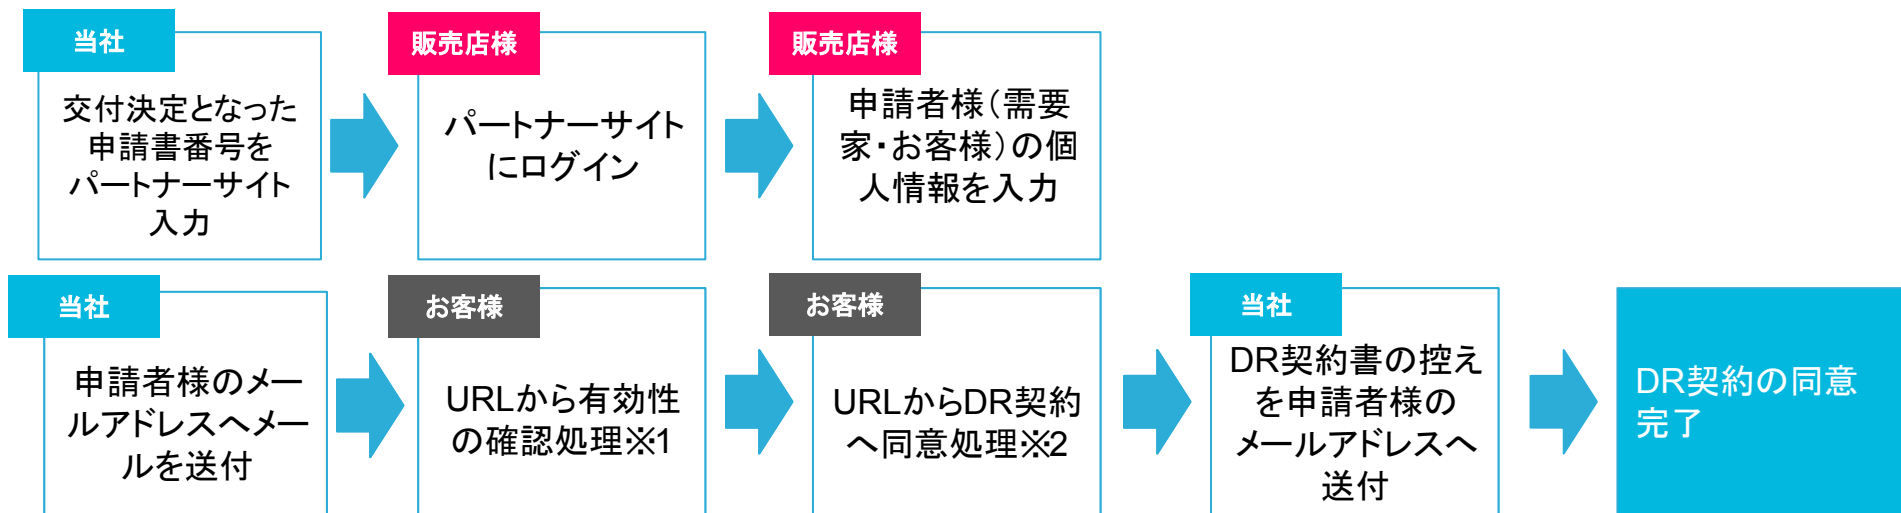 当社
交付決定となった
申請書番号を
パートナーサイト
入力
販売店様
パートナーサイト
にログイン
販売店様
申請者様(需要
家・お客様)の個
人情報を入力
当社
申請者様のメー
ルアドレスへメー
ルを送付
お客様
URLから有効性
の確認処理※1
お客様
URLからDR契約
へ同意処理※2
当社
DR契約書の控え
を申請者様の
メールアドレスへ
送付
DR契約の同意
完了